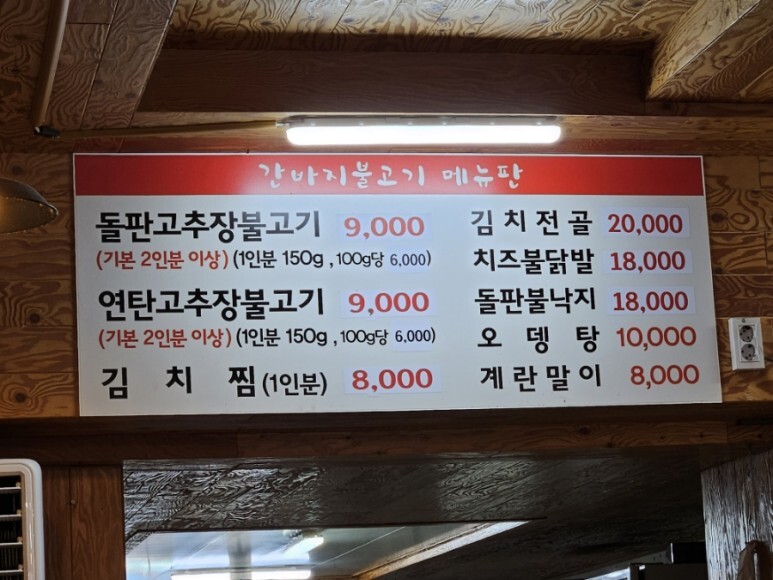 간바지불고기 메뉴판
돌판고추장불고기 9,000
(기본 2인분 이상) (1인분 150g , 100g당 6,000)
연탄고추장불고기 9,000
(기본 2인분 이상) (1인분 150g , 100g당 6,000)
김 치 찜 (1인분) 8,000
김치전골 20,000
치즈불닭발 18,000
돌판불낙지 18,000
오 뎅 탕 10,000
계란말이 8,000